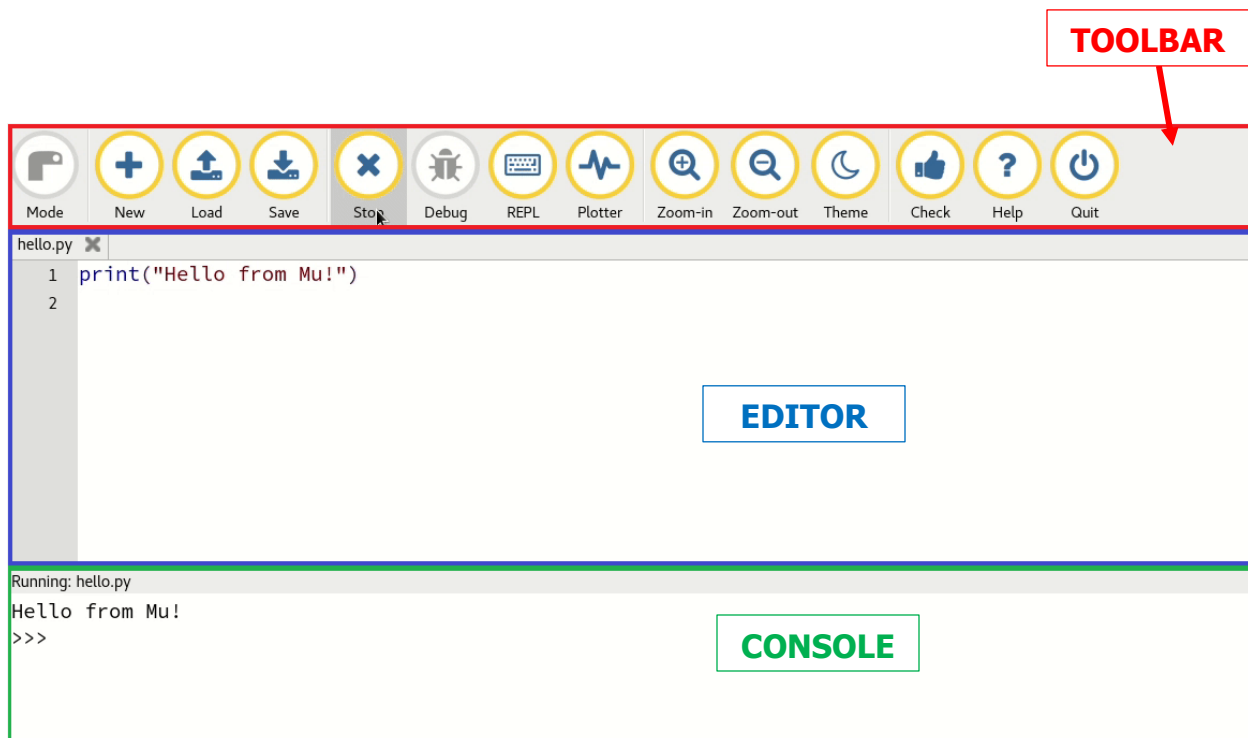 TOOLBAR
Mode New Load Save Stop Debug REPL Plotter Zoom-in Zoom-out Theme Check Help Quit
hello.py
1 print("Hello from Mu!")
2
EDITOR
Running: hello.py
Hello from Mu!
>>>
CONSOLE